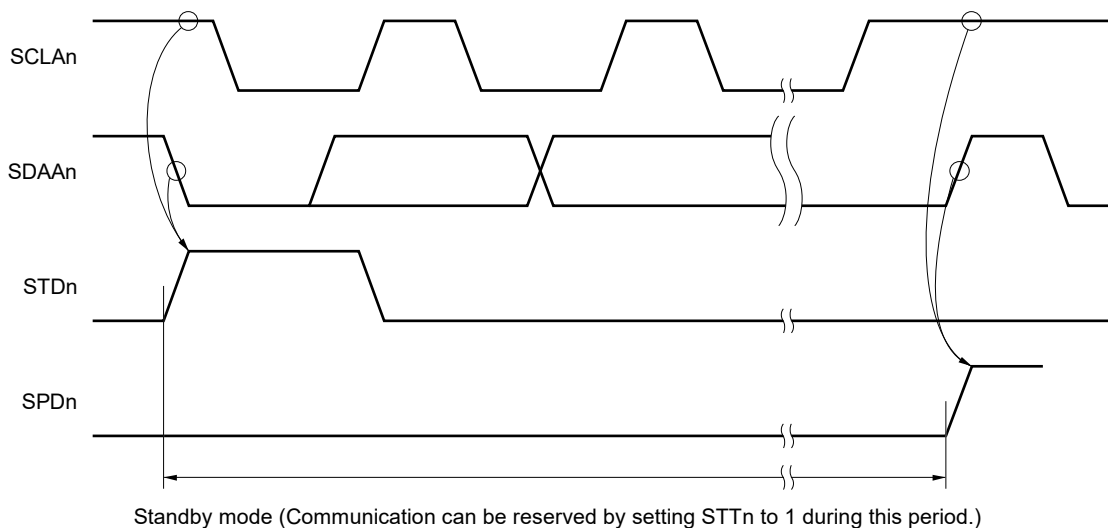 SCLAn
SDAAn
STDn
SPDn
Standby mode (Communication can be reserved by setting STTn to 1 during this period.)